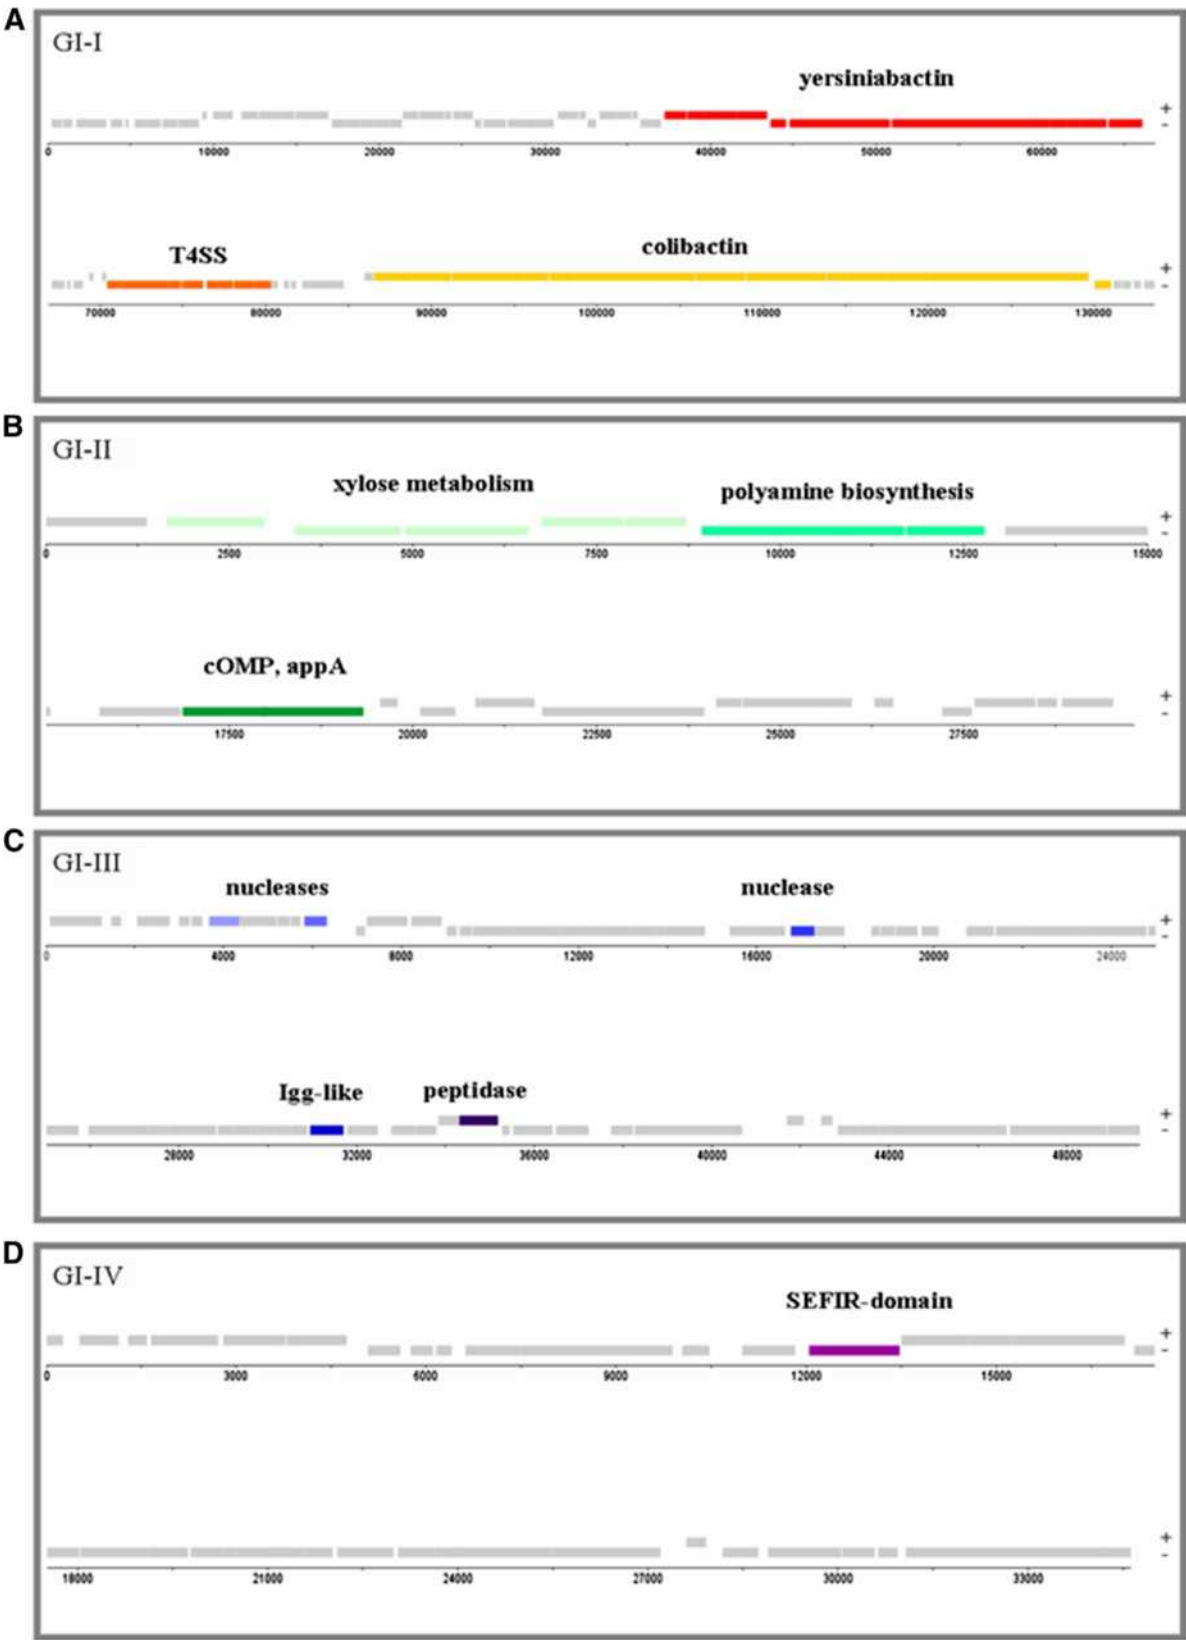 A
GI-I
yersiniabactin
+
-
0 10000 20000 30000 40000 50000 60000
T4SS
colibactin
+
-
70000 80000 90000 100000 110000 120000 130000
B
GI-II
xylose metabolism
polyamine biosynthesis
+
-
0 2500 5000 7500 10000 12500 15000
cOMP, appA
+
-
17500 20000 22500 25000 27500
C
GI-III
nucleases
nuclease
+
-
0 4000 8000 12000 16000 20000 24000
Igg-like
peptidase
+
-
28000 32000 36000 40000 44000 48000
D
GI-IV
SEFIR-domain
+
-
0 3000 6000 9000 12000 15000
+
-
18000 21000 24000 27000 30000 33000